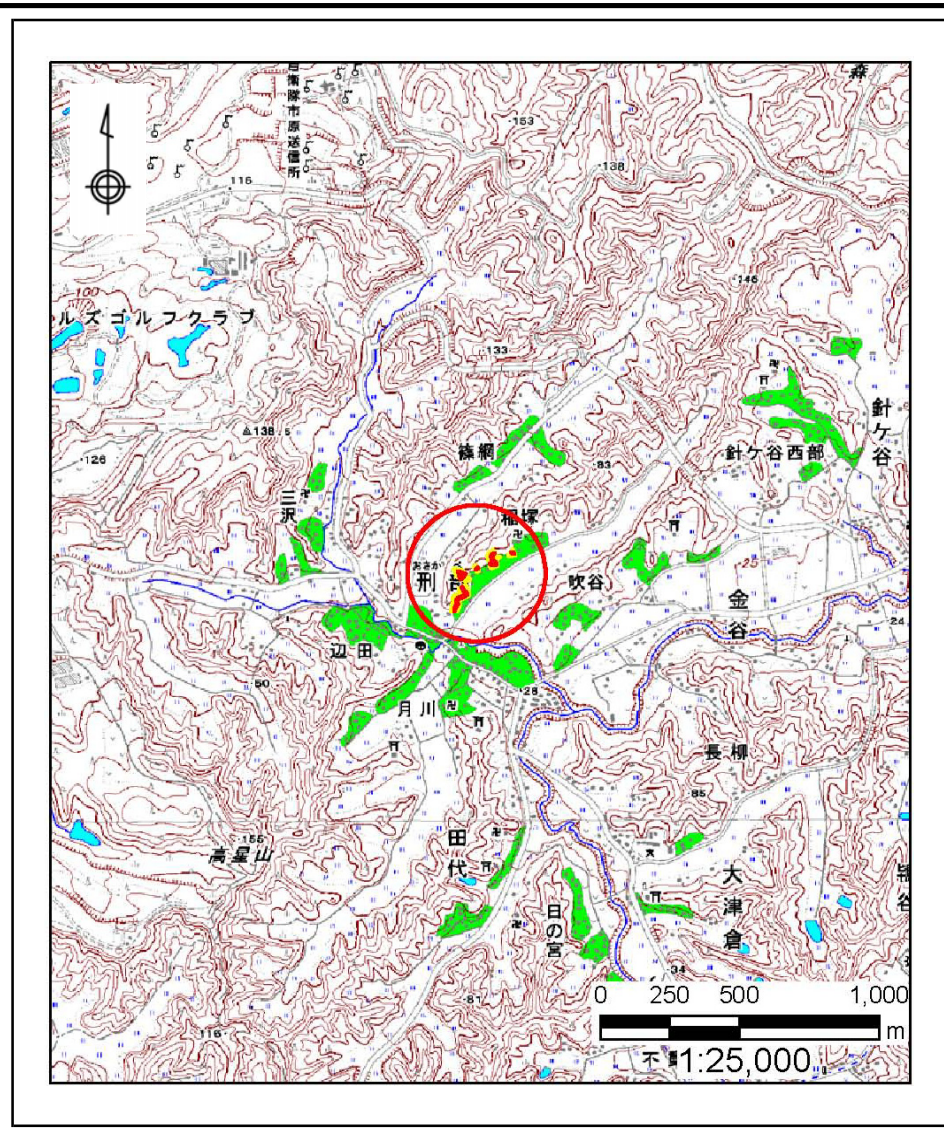 自衛隊市原送信所
森
153
138
115
146
100
ルズゴルフクラブ
133
△138.5
126
篠網
83
針ケ谷
針ケ谷西部
三沢
稲塚
おさか
刑部
吹谷
25
金谷
24
辺田
50
月川
28
長柳
85
155
高星山
田代
大津倉
日の宮
34
81
116
0 250 500 1,000
m
1:25,000